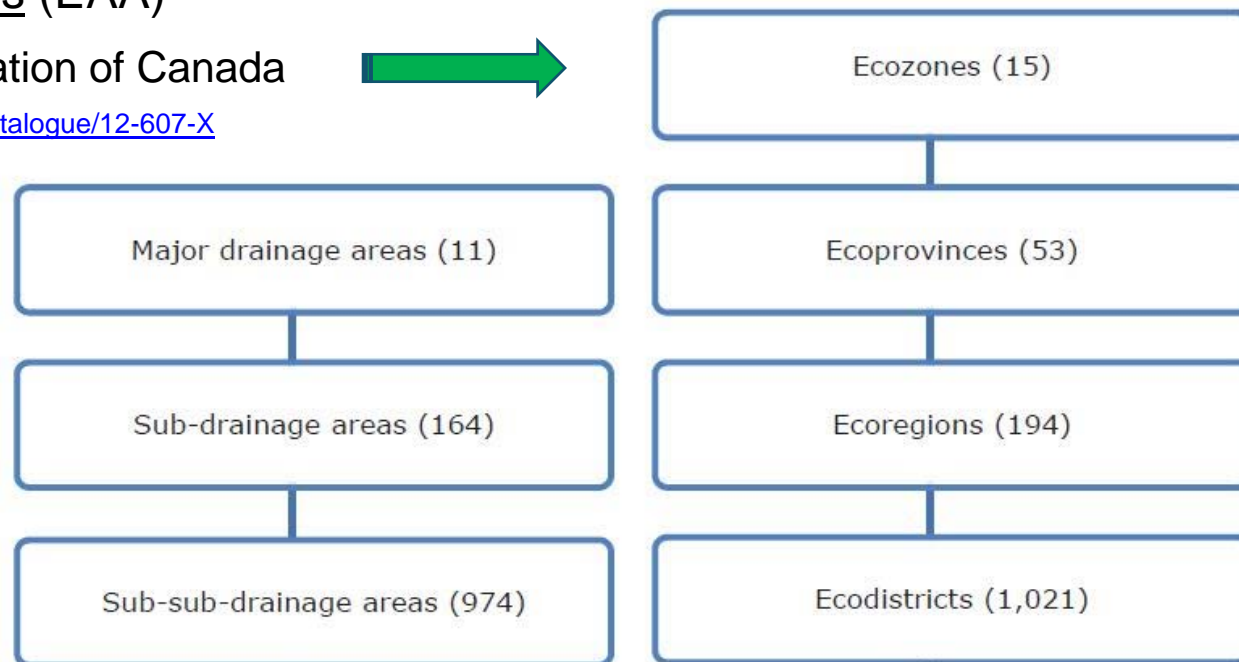 s (EAA)
ation of Canada
talogue/12-607-X
Ecozones (15)
Major drainage areas (11)
Ecoprovinces (53)
Sub-drainage areas (164)
Ecoregions (194)
Sub-sub-drainage areas (974)
Ecodistricts (1,021)